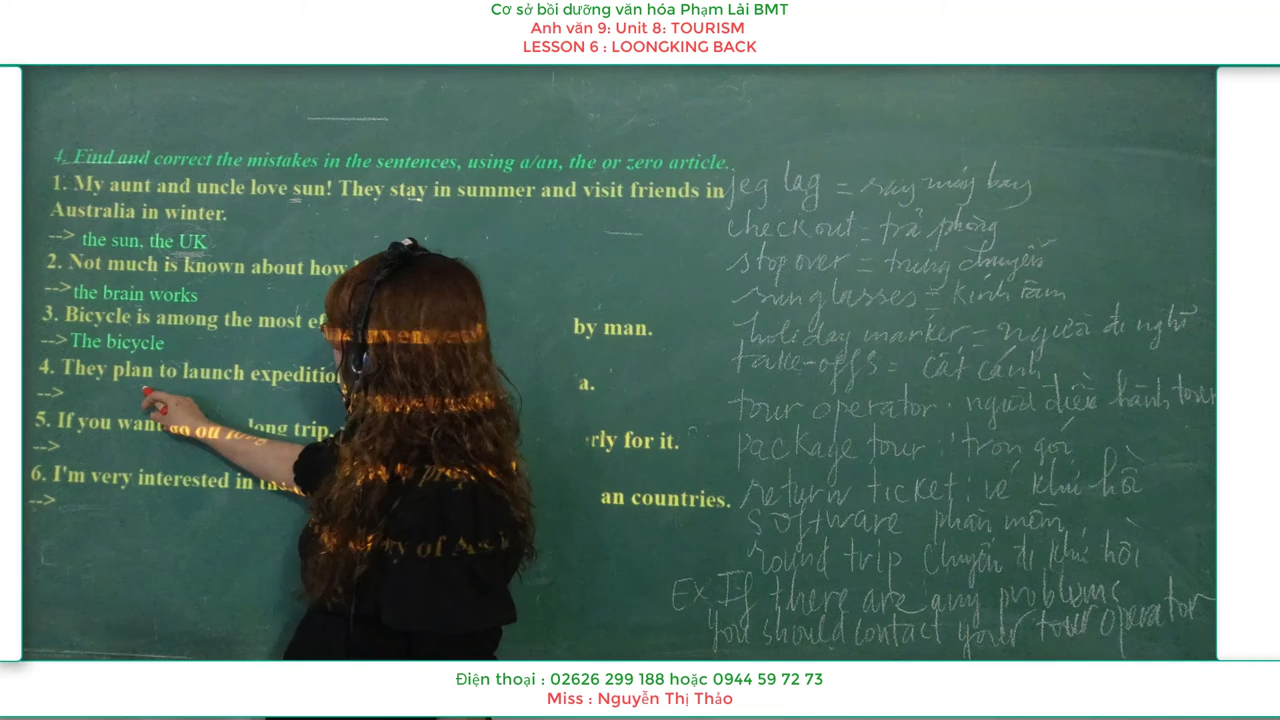 Cơ sở bồi dưỡng văn hóa Phạm Lài BMT
Anh văn 9: Unit 8: TOURISM
LESSON 6 : LOONGKING BACK
4. Find and correct the mistakes in the sentences, using a/an, the or zero article.
1. My aunt and uncle love sun! They stay in summer and visit friends in
Australia in winter.
--> the sun, the UK
2. Not much is known about how
-->the brain works
3. Bicycle is among the most by man.
-->The bicycle
4. They plan to launch a.
-->
5. If you want long trip, for it.
-->
6. I'm very interested in countries.
-->
jeg lag = say máy bay
checkout = trả phòng
stop over = trung chuyển
sunglasses = kính râm
holiday marker = người đi nghỉ
take-offs = cất cánh
tour operator. người điều hành tour
package tour : trọn gói
return ticket: vé khứ hồi
software phần mềm
round trip chuyến đi khứ hồi
Ex: If there are any problems
you should contact your tour operator
Điện thoại : 02626 299 188 hoặc 0944 59 72 73
Miss : Nguyễn Thị Thảo